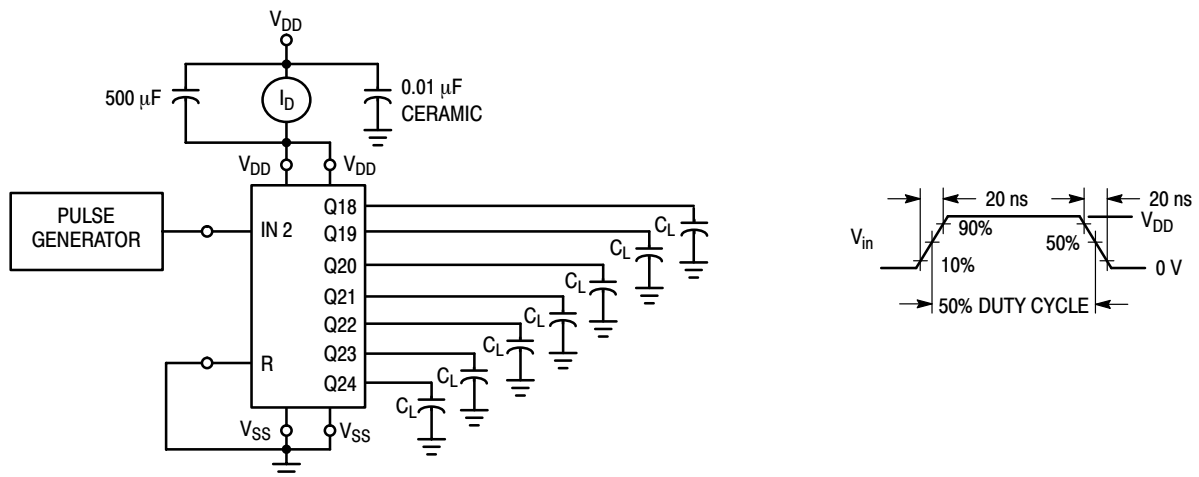 VDD
500 μF
ID
0.01 μF
CERAMIC
VDD
VDD
PULSE
GENERATOR
IN 2
R
Q18
Q19
Q20
Q21
Q22
Q23
Q24
CL
CL
CL
CL
CL
CL
CL
VSS
VSS
20 ns
20 ns
Vin
90%
10%
50%
VDD
0 V
50% DUTY CYCLE